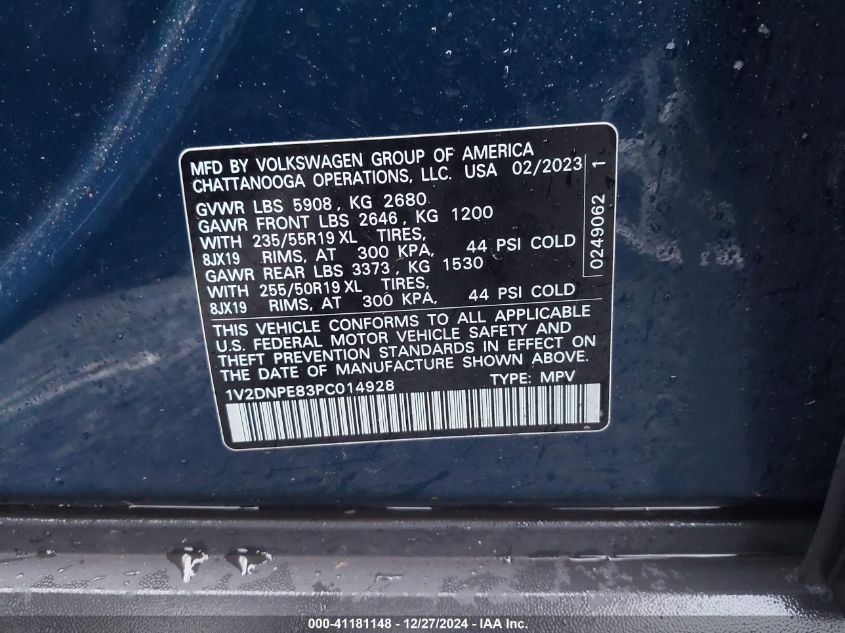 MFD BY VOLKSWAGEN GROUP OF AMERICA
CHATTANOOGA OPERATIONS, LLC. USA 02/2023
GVWR LBS 5908, KG 2680
GAWR FRONT LBS 2646, KG 1200
WITH 235/55R19 XL TIRES,
8JX19 RIMS, AT 300 KPA, 44 PSI COLD
GAWR REAR LBS 3373, KG 1530
WITH 255/50R19 XL TIRES,
8JX19 RIMS, AT 300 KPA, 44 PSI COLD
0249062 1
THIS VEHICLE CONFORMS TO ALL APPLICABLE
U.S. FEDERAL MOTOR VEHICLE SAFETY AND
THEFT PREVENTION STANDARDS IN EFFECT ON
THE DATE OF MANUFACTURE SHOWN ABOVE.
1V2DNPE83PC014928 TYPE: MPV
000-41181148 - 12/27/2024 - IAA Inc.